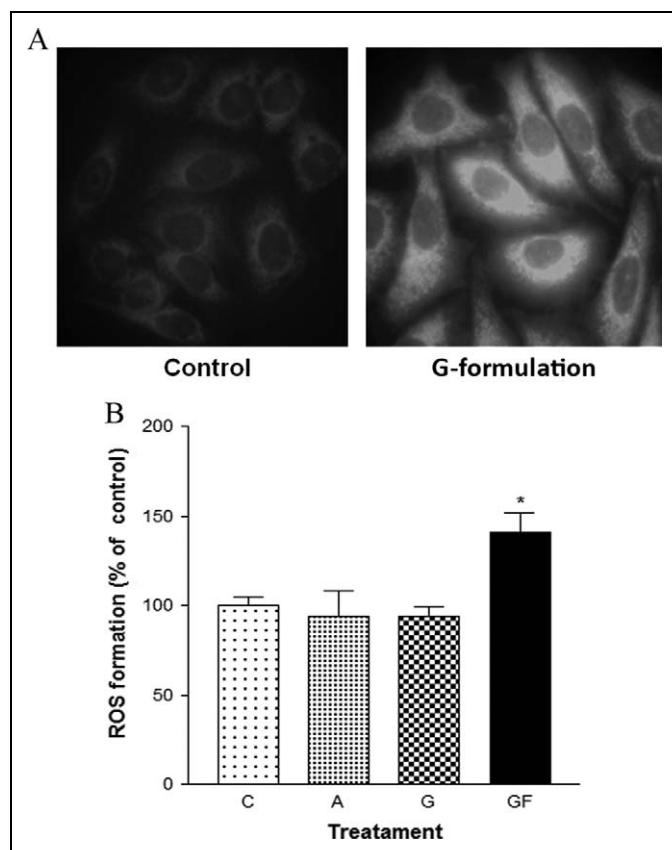 A
Control
G-formulation
B
ROS formation (% of control)
200
150
100
50
0
*
C
A
G
GF
Treatament